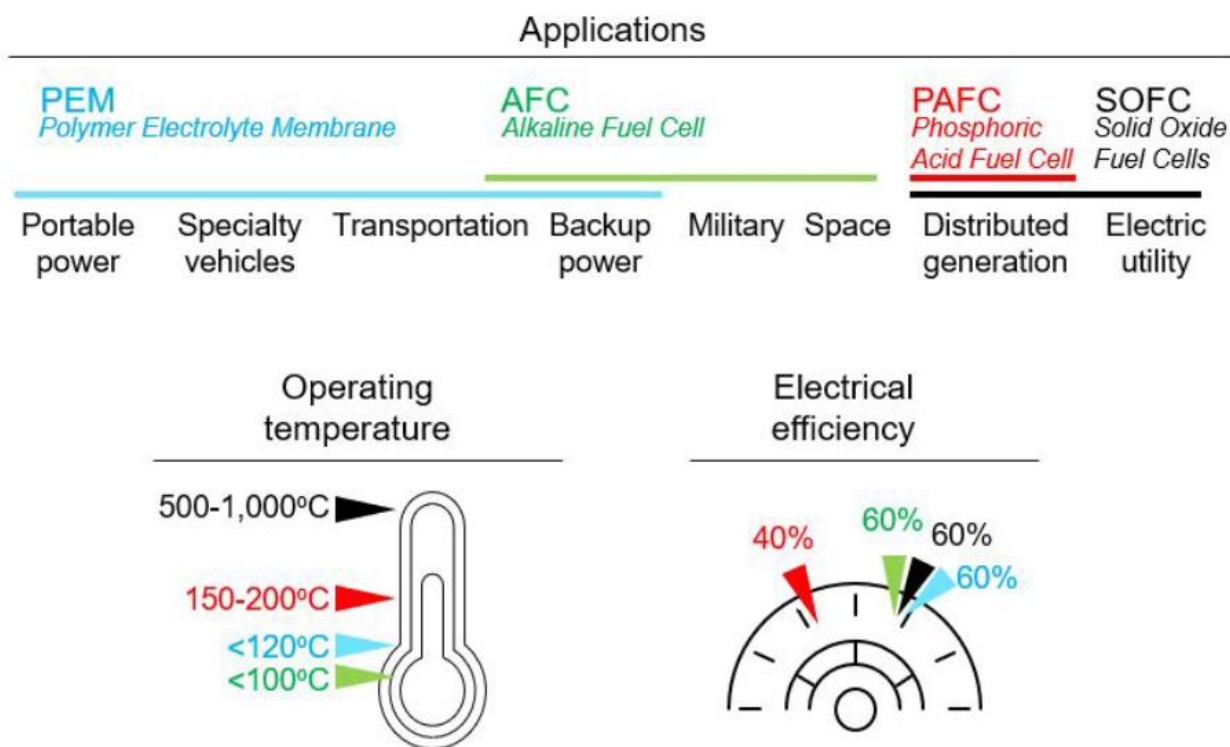 Applications
PEM
Polymer Electrolyte Membrane
AFC
Alkaline Fuel Cell
PAFC
Phosphoric
Acid Fuel Cell
SOFC
Solid Oxide
Fuel Cells
Portable
power
Specialty
vehicles
Transportation
Backup
power
Military
Space
Distributed
generation
Electric
utility
Operating
temperature
500-1,000ºC
150-200ºC
<120ºC
<100ºC
Electrical
efficiency
40%
60%
60%
60%